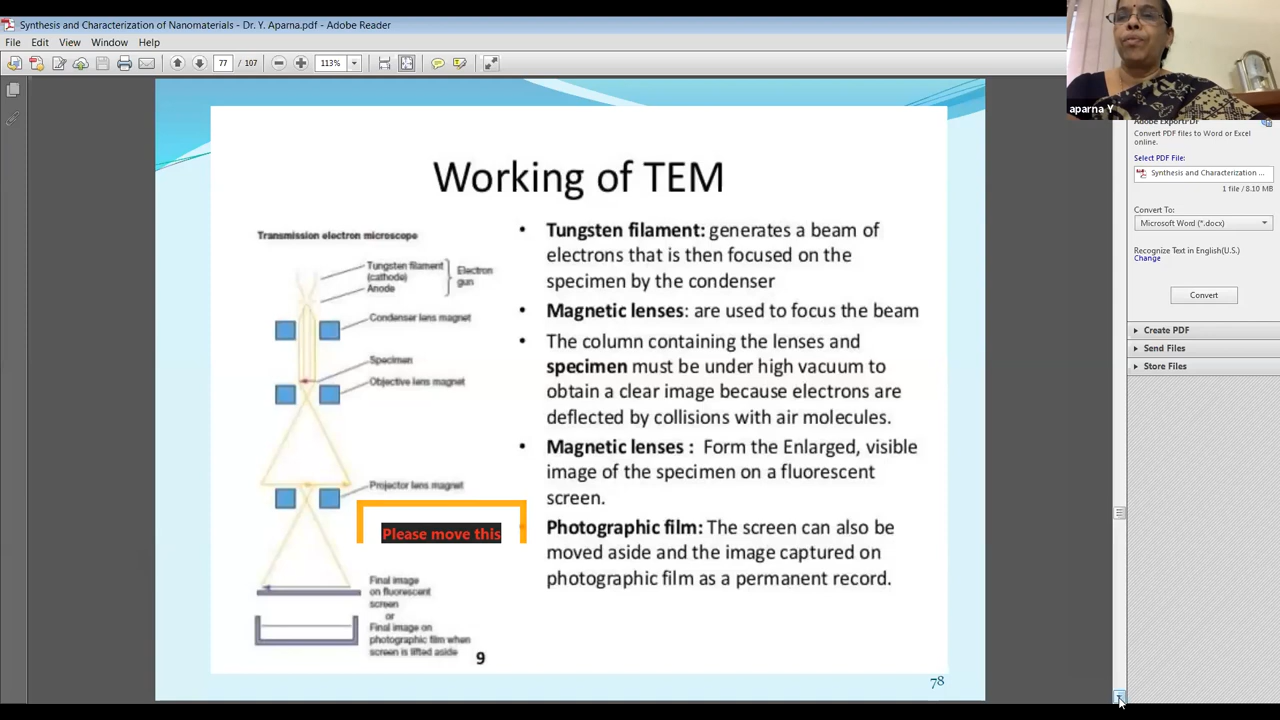 Synthesis and Characterization of Nanomaterials - Dr. Y. Aparna.pdf - Adobe Reader
File Edit View Window Help
77 / 107
113%
aparna Y
Adobe ExportPDF
Convert PDF files to Word or Excel
online.
Select PDF File:
Synthesis and Characterization ...
1 file / 8.10 MB
Convert To:
Microsoft Word (*.docx)
Recognize Text in English(U.S.)
Change
Convert
Create PDF
Send Files
Store Files
Working of TEM
Transmission electron microscope
Tungsten filament
(cathode)
Anode
Electron
gun
Condenser lens magnet
Specimen
Objective lens magnet
Projector lens magnet
Please move this
Final image
on fluorescent
screen
or
Final image on
photographic film when
screen is lifted aside
9
• Tungsten filament: generates a beam of
electrons that is then focused on the
specimen by the condenser
• Magnetic lenses: are used to focus the beam
• The column containing the lenses and
specimen must be under high vacuum to
obtain a clear image because electrons are
deflected by collisions with air molecules.
• Magnetic lenses : Form the Enlarged, visible
image of the specimen on a fluorescent
screen.
Photographic film: The screen can also be
moved aside and the image captured on
photographic film as a permanent record.
78